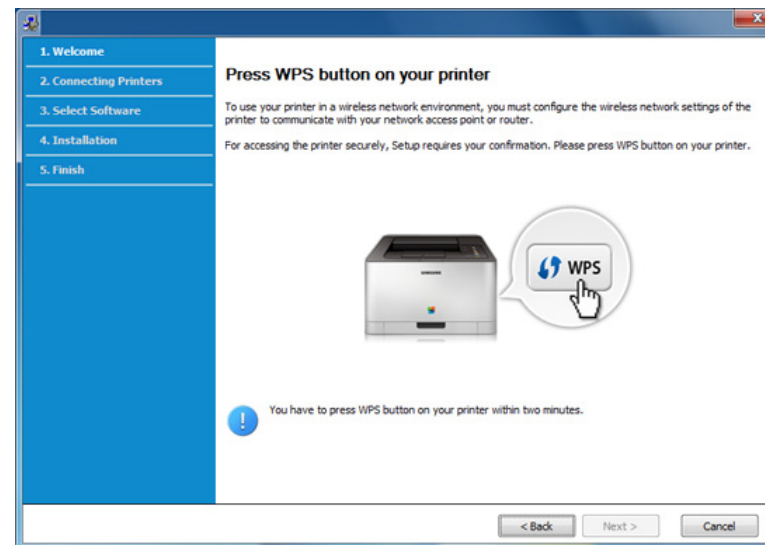 1. Welcome
2. Connecting Printers
3. Select Software
4. Installation
5. Finish
Press WPS button on your printer
To use your printer in a wireless network environment, you must configure the wireless network settings of the
printer to communicate with your network access point or router.
For accessing the printer securely, Setup requires your confirmation. Please press WPS button on your printer.
SAMSUNG
WPS
You have to press WPS button on your printer within two minutes.
< Back
Next >
Cancel